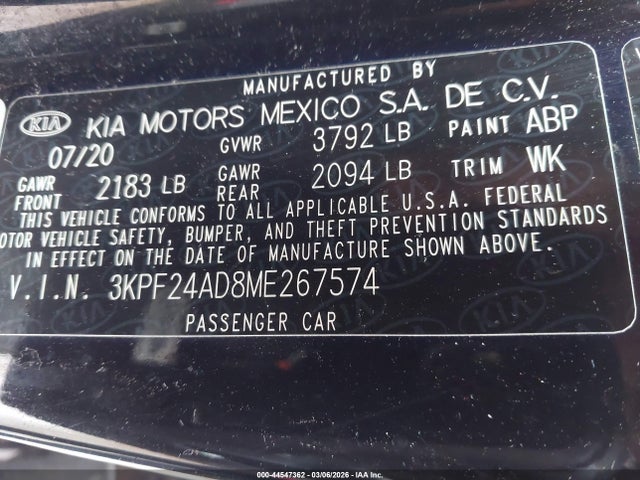 MANUFACTURED BY
KIA KIA MOTORS MEXICO S.A. DE C.V.
07/20 GVWR 3792 LB PAINT ABP
GAWR FRONT 2183 LB GAWR REAR 2094 LB TRIM WK
THIS VEHICLE CONFORMS TO ALL APPLICABLE U.S.A. FEDERAL
OTOR VEHICLE SAFETY, BUMPER, AND THEFT PREVENTION STANDARDS
IN EFFECT ON THE DATE OF MANUFACTURE SHOWN ABOVE.
V.I.N. 3KPF24AD8ME267574
PASSENGER CAR
000-44547362 - 03/06/2026 - IAA Inc.